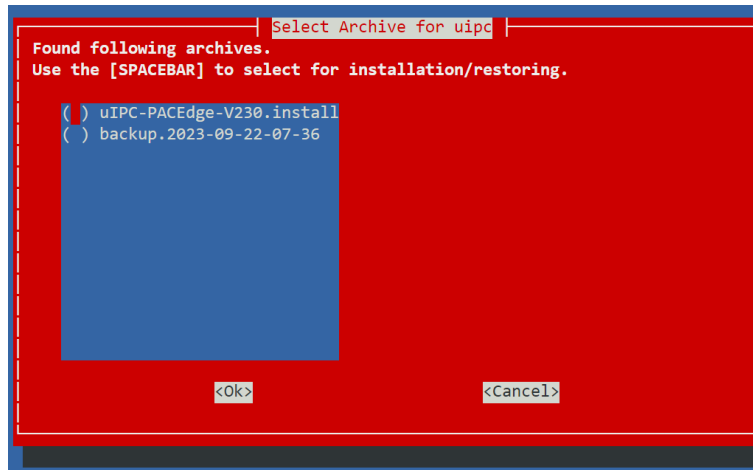 Select Archive for uipc
Found following archives.
Use the [SPACEBAR] to select for installation/restoring.
( ) uIPC-PACEdge-V230.install
( ) backup.2023-09-22-07-36
<Ok> <Cancel>